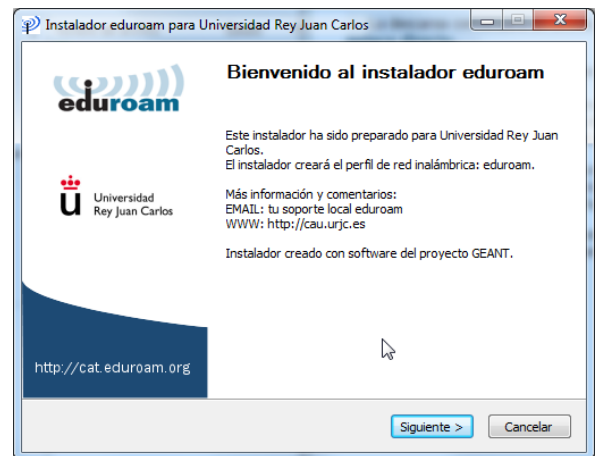 Instalador eduroam para Universidad Rey Juan Carlos
eduroam
Bienvenido al instalador eduroam
Este instalador ha sido preparado para Universidad Rey Juan
Carlos.
El instalador creará el perfil de red inalámbrica: eduroam.
Universidad
Rey Juan Carlos
Más información y comentarios:
EMAIL: tu soporte local eduroam
WWW: http://cau.urjc.es
Instalador creado con software del proyecto GEANT.
http://cat.eduroam.org
Siguiente >
Cancelar